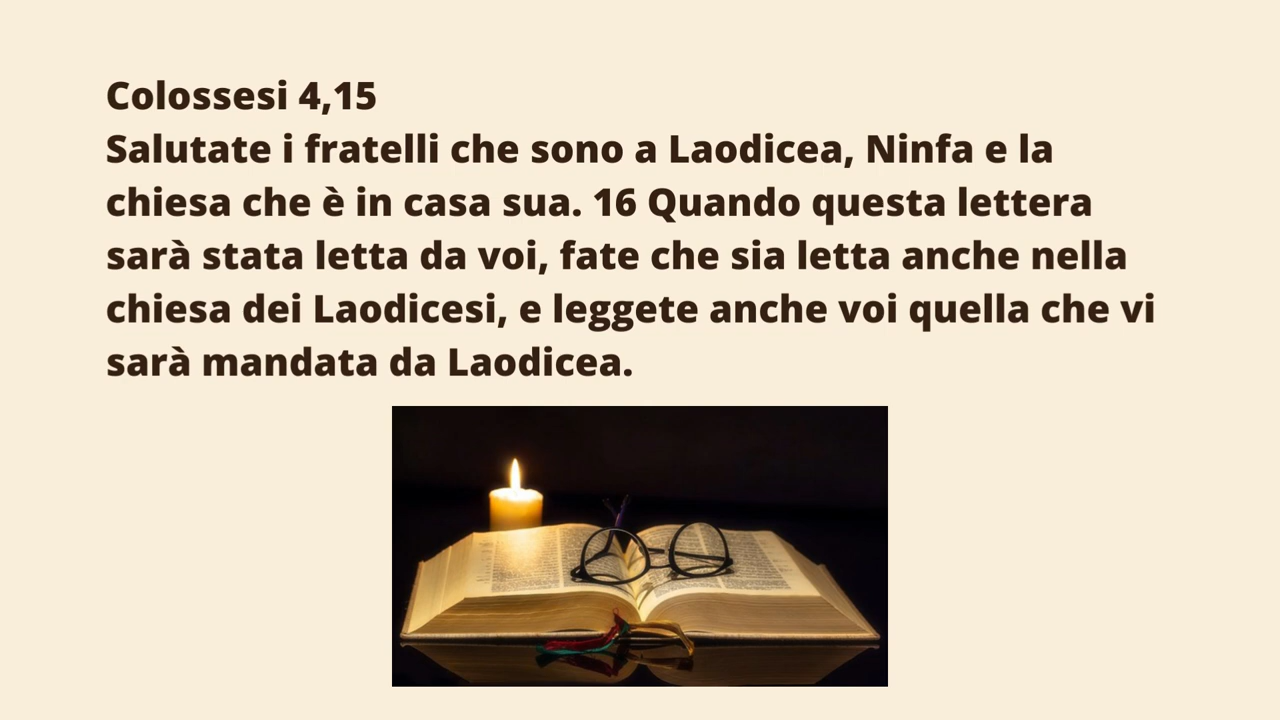 Colossesi 4,15
Salutate i fratelli che sono a Laodicea, Ninfa e la
chiesa che è in casa sua. 16 Quando questa lettera
sarà stata letta da voi, fate che sia letta anche nella
chiesa dei Laodicesi, e leggete anche voi quella che vi
sarà mandata da Laodicea.